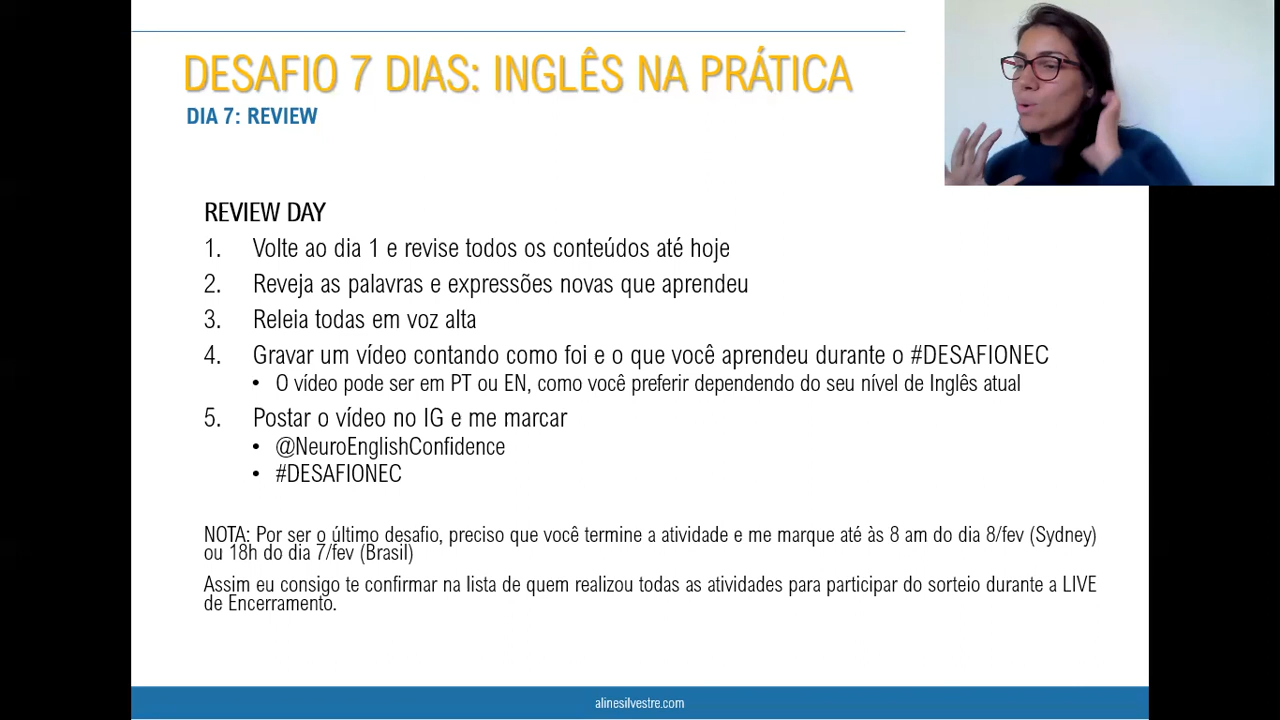 DESAFIO 7 DIAS: INGLÊS NA PRÁTICA
DIA 7: REVIEW
REVIEW DAY
1. Volte ao dia 1 e revise todos os conteúdos até hoje
2. Reveja as palavras e expressões novas que aprendeu
3. Releia todas em voz alta
4. Gravar um vídeo contando como foi e o que você aprendeu durante o #DESAFIONEC
• O vídeo pode ser em PT ou EN, como você preferir dependendo do seu nível de Inglês atual
5. Postar o vídeo no IG e me marcar
• @NeuroEnglishConfidence
• #DESAFIONEC
NOTA: Por ser o último desafio, preciso que você termine a atividade e me marque até às 8 am do dia 8/fev (Sydney)
ou 18h do dia 7/fev (Brasil)
Assim eu consigo te confirmar na lista de quem realizou todas as atividades para participar do sorteio durante a LIVE
de Encerramento.
alinesilvestre.com